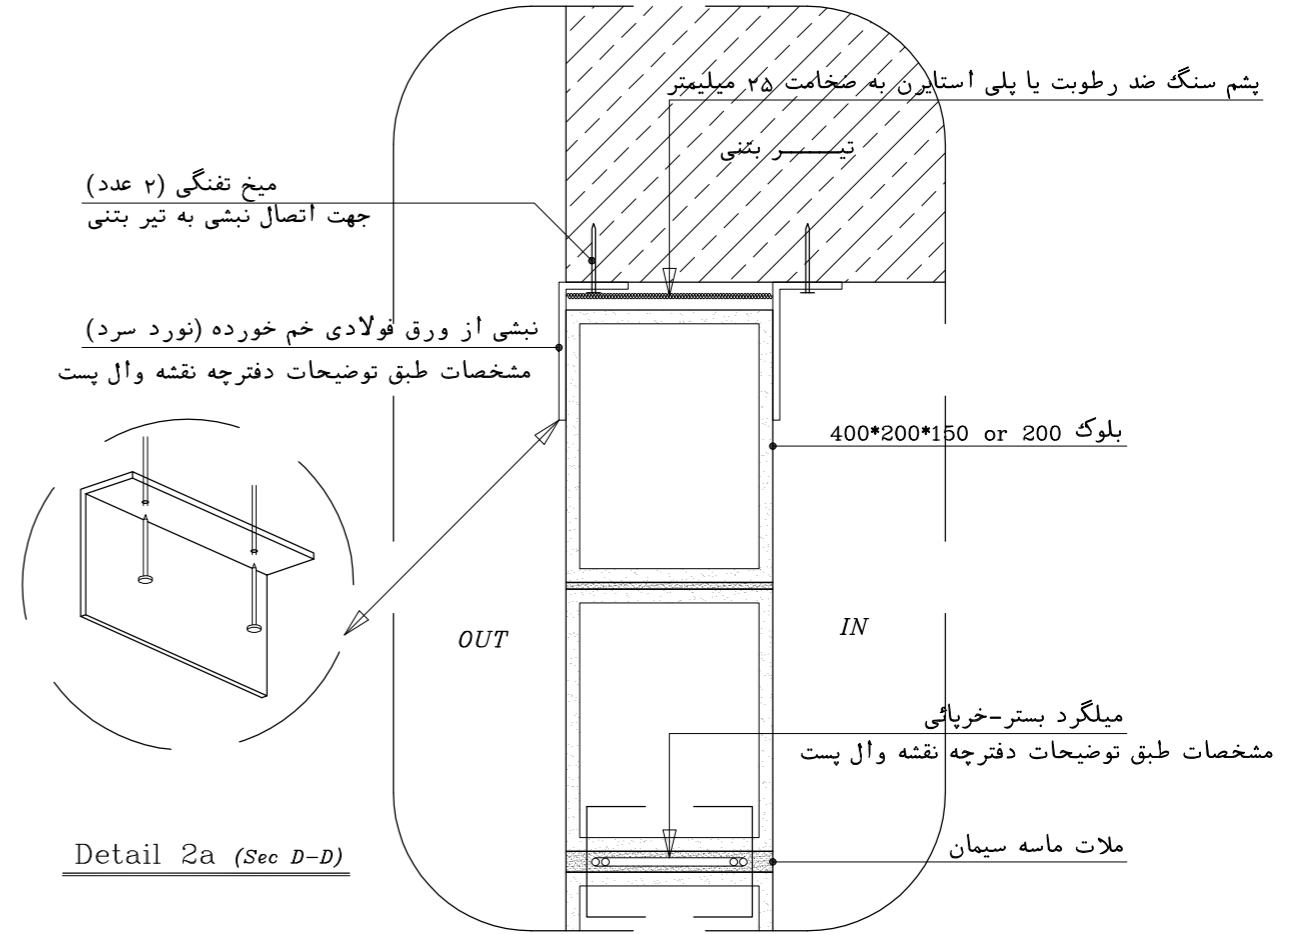 پشم سنگ ضد رطوبت یا پلی استایرن به ضخامت ۲۵ میلیمتر
تیـــــر بتنی
میخ تفنگی (۲ عدد)
جهت اتصال نبشی به تیر بتنی
نبشی از ورق فولادی خم خورده (نورد سرد)
مشخصات طبق توضیحات دفترچه نقشه وال پست
بلوک 400*200*150 or 200
OUT
IN
میلگرد بستر-خرپائی
مشخصات طبق توضیحات دفترچه نقشه وال پست
ملات ماسه سیمان
Detail 2a (Sec D-D)